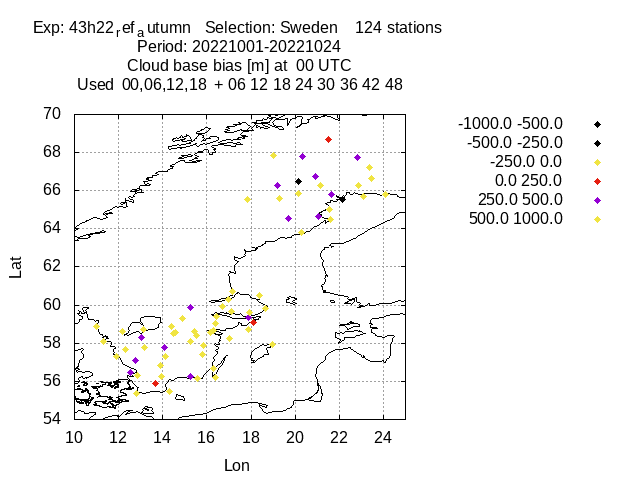 Exp: 43h22ref_autumn   Selection: Sweden    124 stations
Period: 20221001-20221024
Cloud base bias [m] at  00 UTC
Used  00,06,12,18  + 06 12 18 24 30 36 42 48
-1000.0 -500.0
-500.0 -250.0
-250.0 0.0
0.0 250.0
250.0 500.0
500.0 1000.0
70
68
66
64
62
60
58
56
54
Lat
10 12 14 16 18 20 22 24
Lon